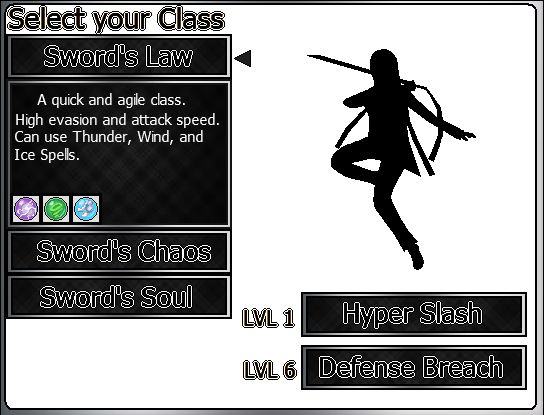 Select your Class
Sword's Law
A quick and agile class.
High evasion and attack speed.
Can use Thunder, Wind, and
Ice Spells.
Sword's Chaos
Sword's Soul
LVL 1
Hyper Slash
LVL 6
Defense Breach